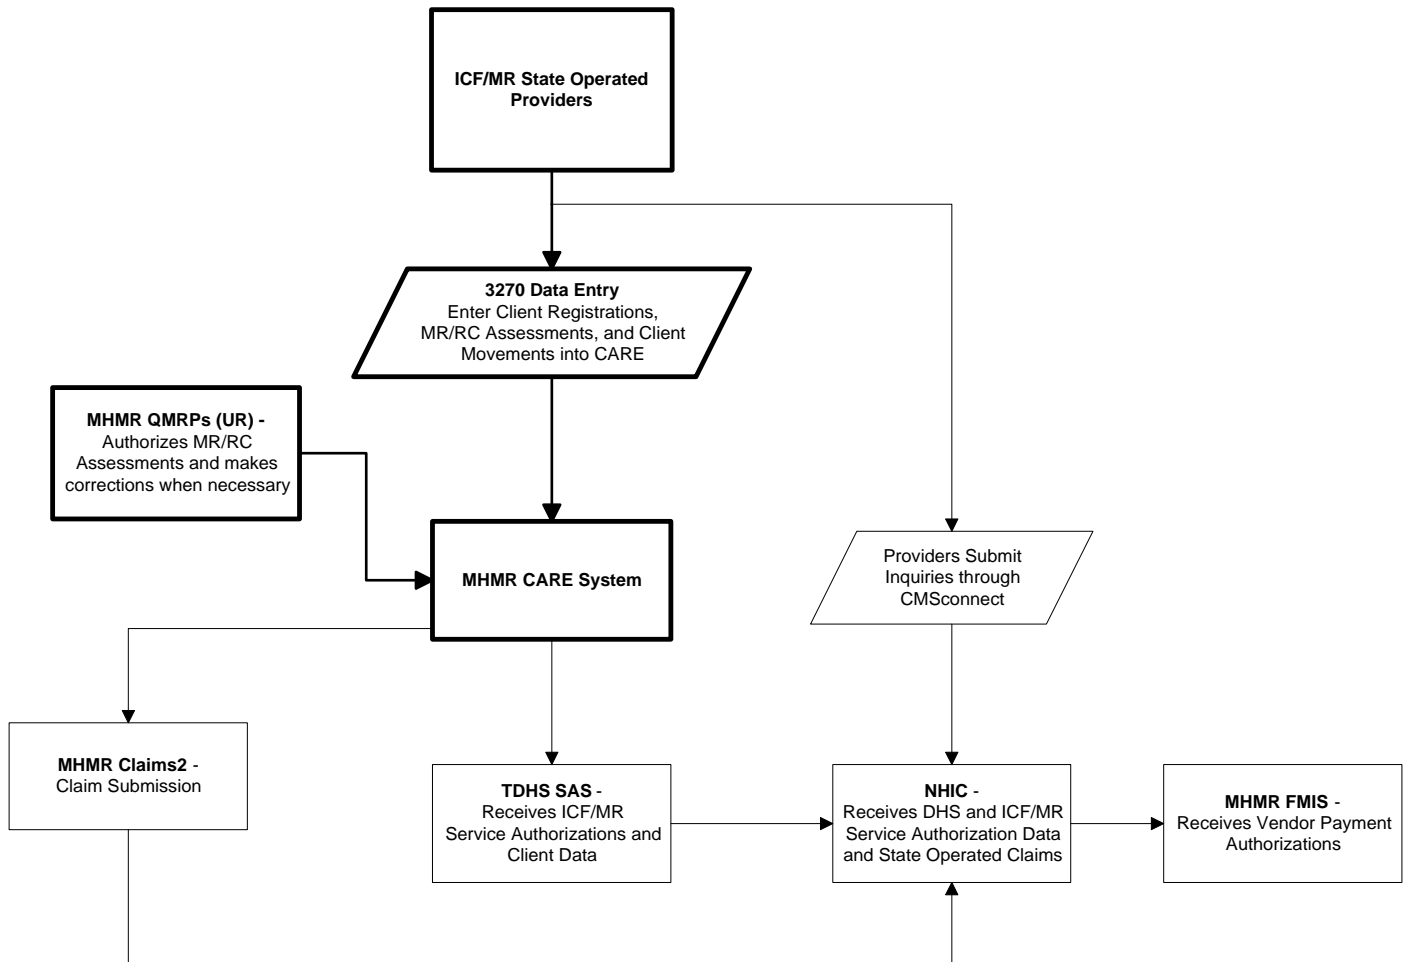 ICF/MR State Operated
Providers
3270 Data Entry
Enter Client Registrations,
MR/RC Assessments, and Client
Movements into CARE
MHMR QMRPs (UR) -
Authorizes MR/RC
Assessments and makes
corrections when necessary
MHMR CARE System
Providers Submit
Inquiries through
CMSconnect
MHMR Claims2 -
Claim Submission
TDHS SAS -
Receives ICF/MR
Service Authorizations and
Client Data
NHIC -
Receives DHS and ICF/MR
Service Authorization Data
and State Operated Claims
MHMR FMIS -
Receives Vendor Payment
Authorizations